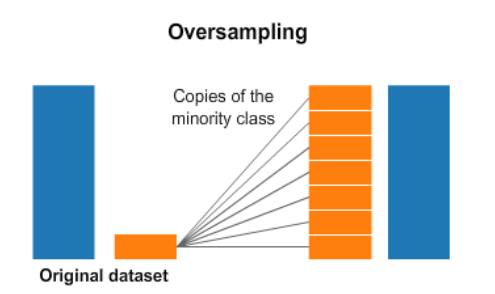 Oversampling
Copies of the
minority class
Original dataset